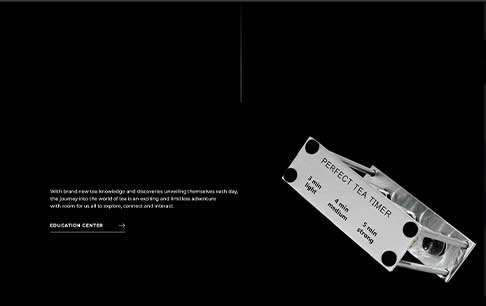 With brand new tea knowledge and discoveries unveiling themselves each day,
the journey into the world of tea is an exciting and limitless adventure
with room for us all to explore, connect and interact.
EDUCATION CENTER
PERFECT TEA TIMER
3 min
light
4 min
medium
5 min
strong